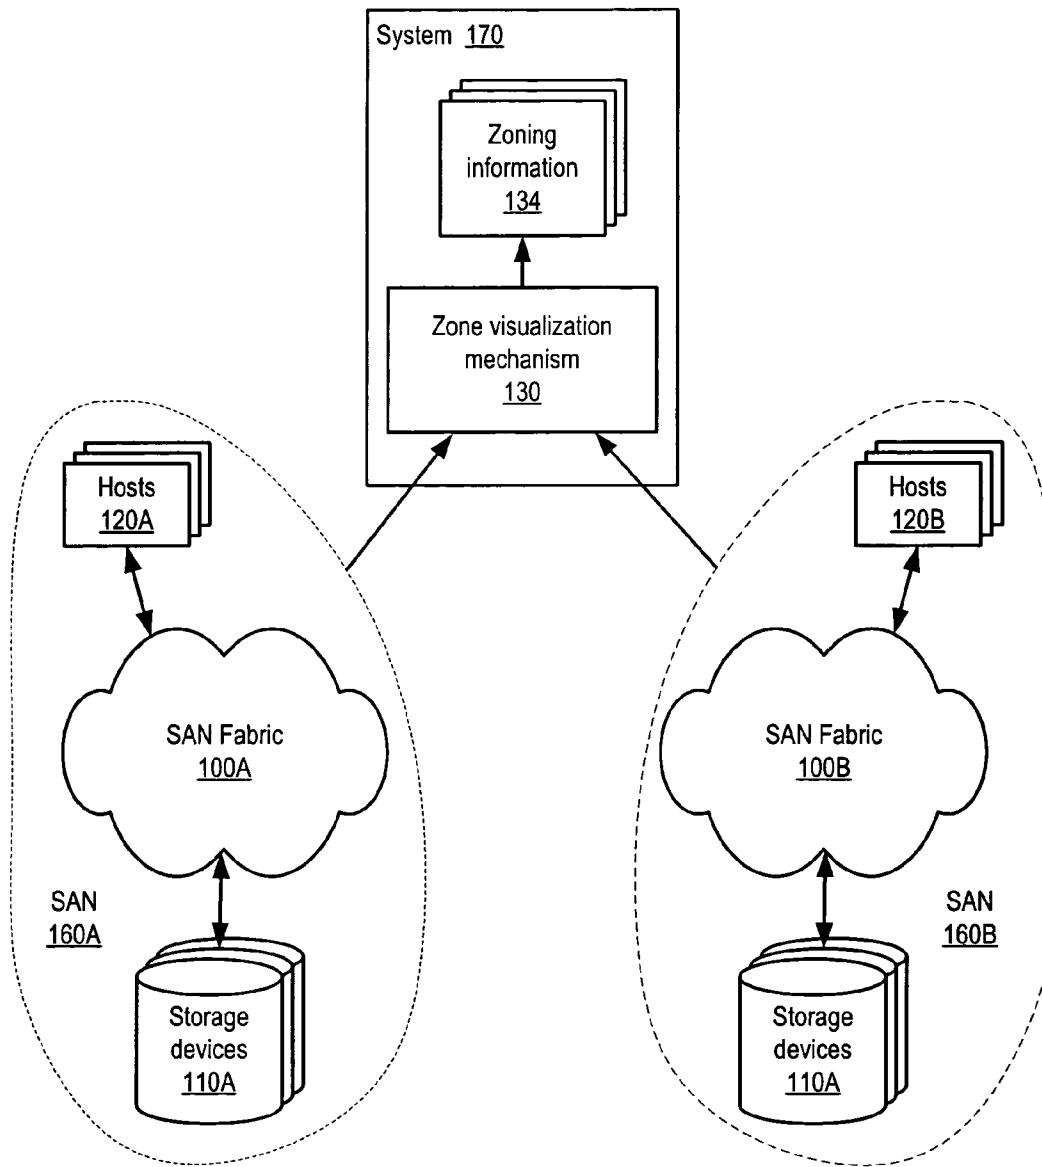 System 170
Zoning
information
134
Zone visualization
mechanism
130
Hosts
120A
Hosts
120B
SAN Fabric
100A
SAN Fabric
100B
SAN
160A
SAN
160B
Storage
devices
110A
Storage
devices
110A